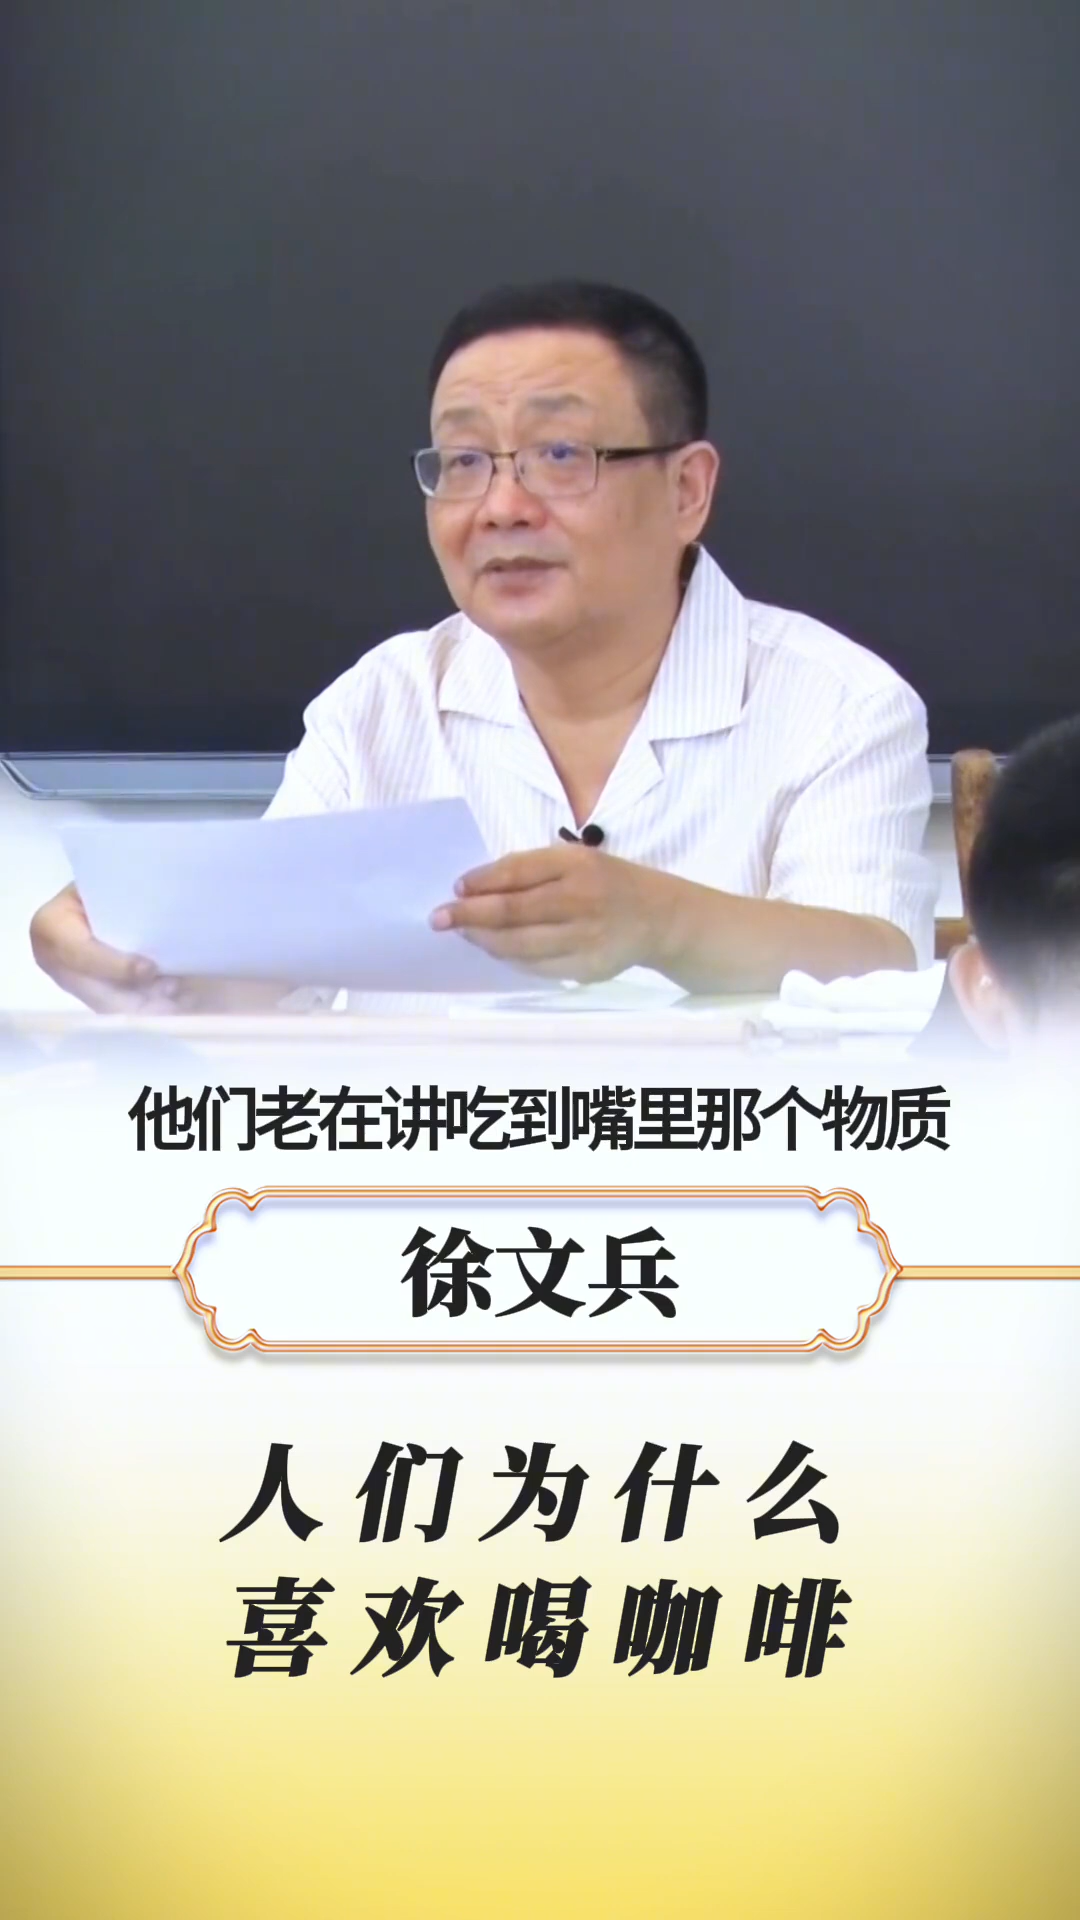 他们老在讲吃到嘴里那个物质
徐文兵
人们为什么
喜欢喝咖啡